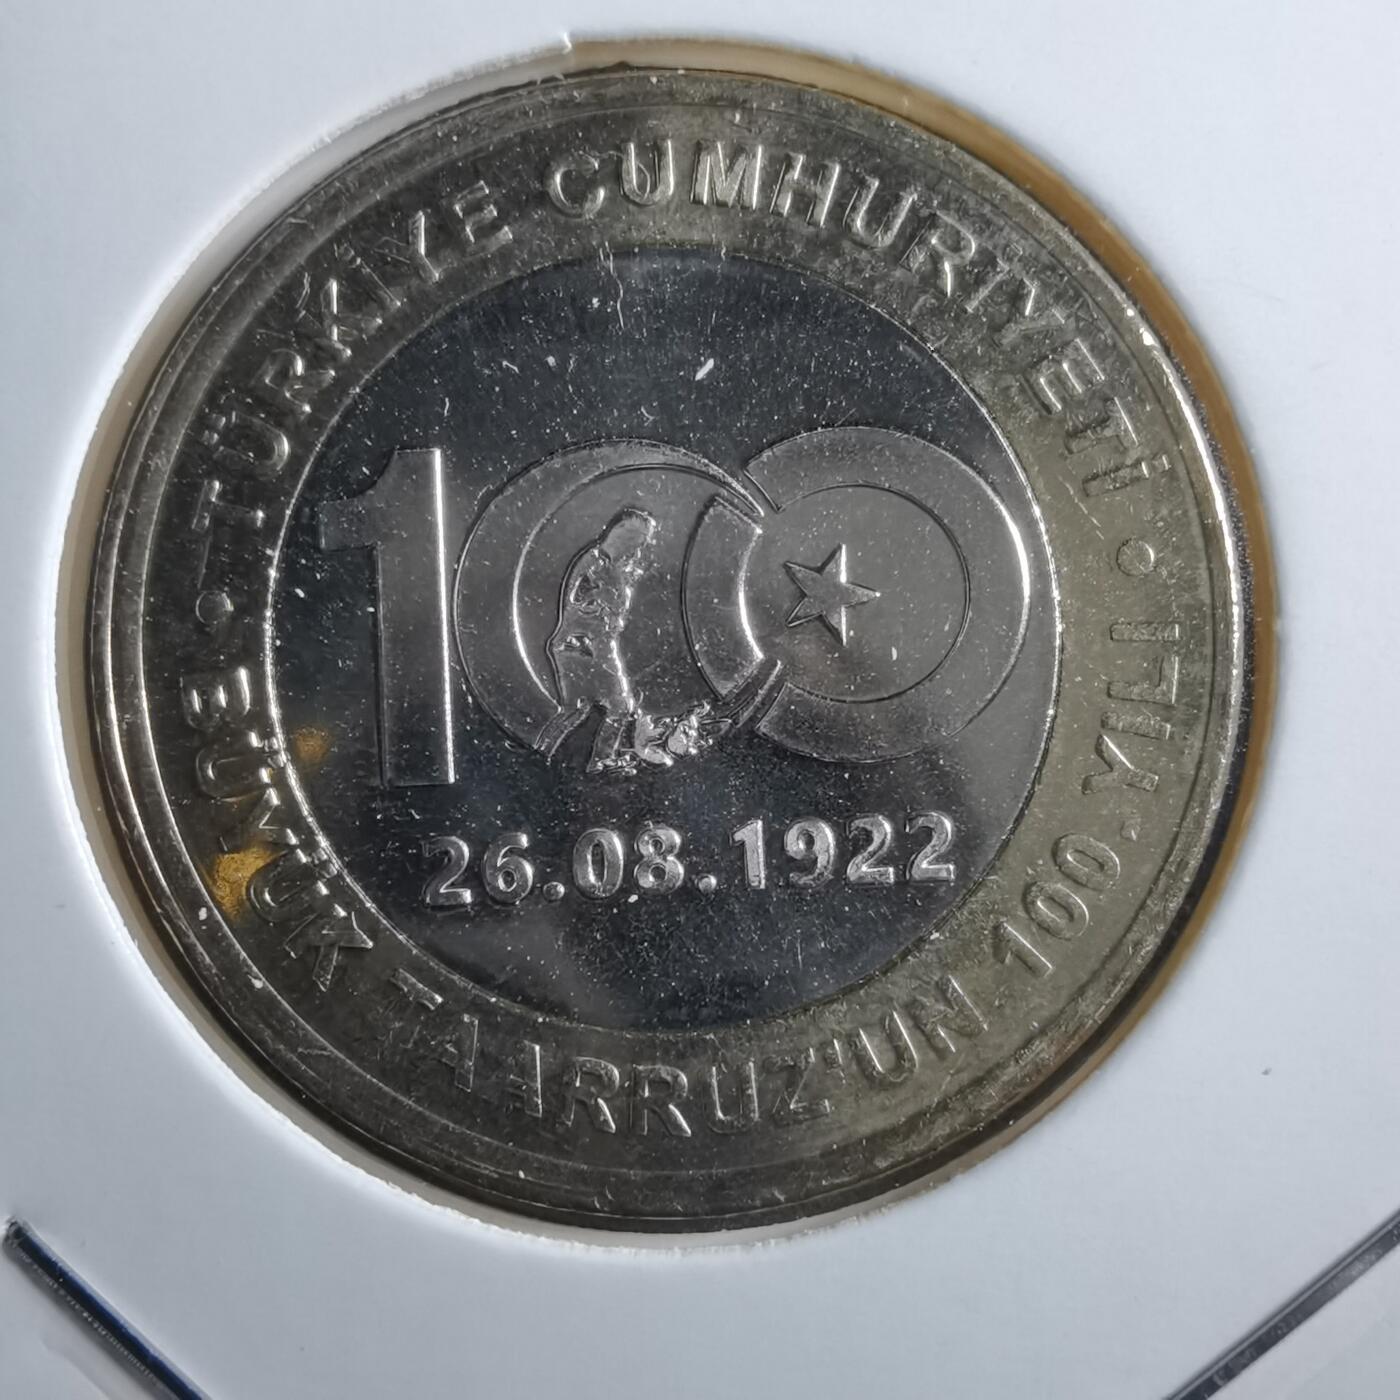 TÜRKİYE CUMHURİYETİ
100
26.08.1922
BÜYÜK TAARRUZ'UN 100. YILI